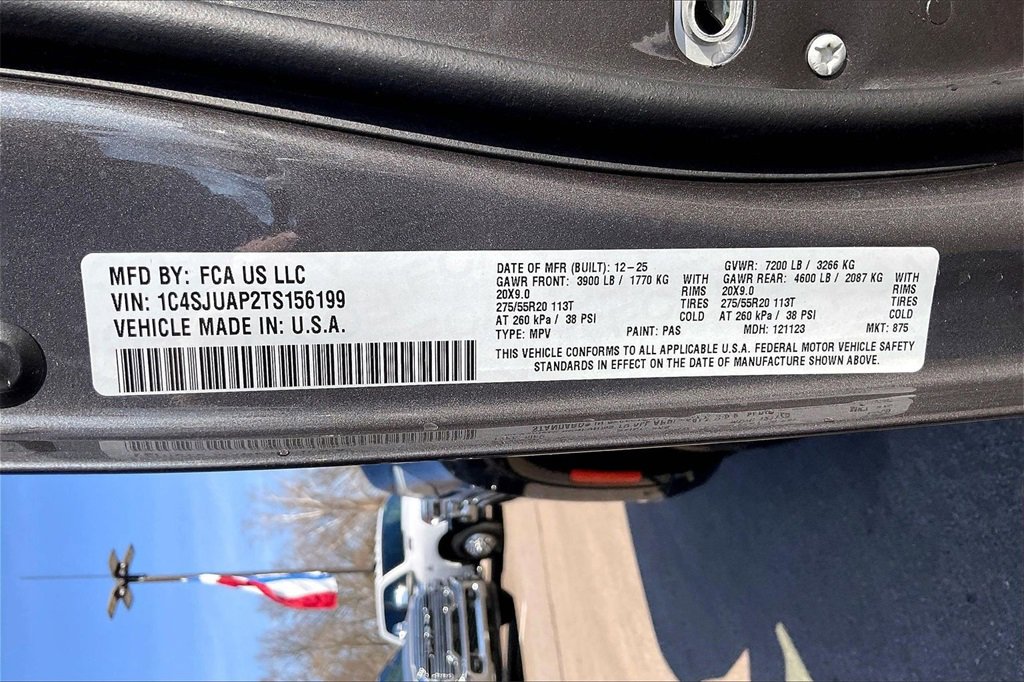 MFD BY: FCA US LLC
VIN: 1C4SJUAP2TS156199
VEHICLE MADE IN: U.S.A.
DATE OF MFR (BUILT): 12-25 GVWR: 7200 LB / 3266 KG
GAWR FRONT: 3900 LB / 1770 KG WITH GAWR REAR: 4600 LB / 2087 KG WITH
20X9.0 RIMS 20X9.0 RIMS
275/55R20 113T TIRES 275/55R20 113T TIRES
AT 260 kPa / 38 PSI COLD AT 260 kPa / 38 PSI COLD
TYPE: MPV PAINT: PAS MDH: 121123 MKT: 875
THIS VEHICLE CONFORMS TO ALL APPLICABLE U.S.A. FEDERAL MOTOR VEHICLE SAFETY
STANDARDS IN EFFECT ON THE DATE OF MANUFACTURE SHOWN ABOVE.